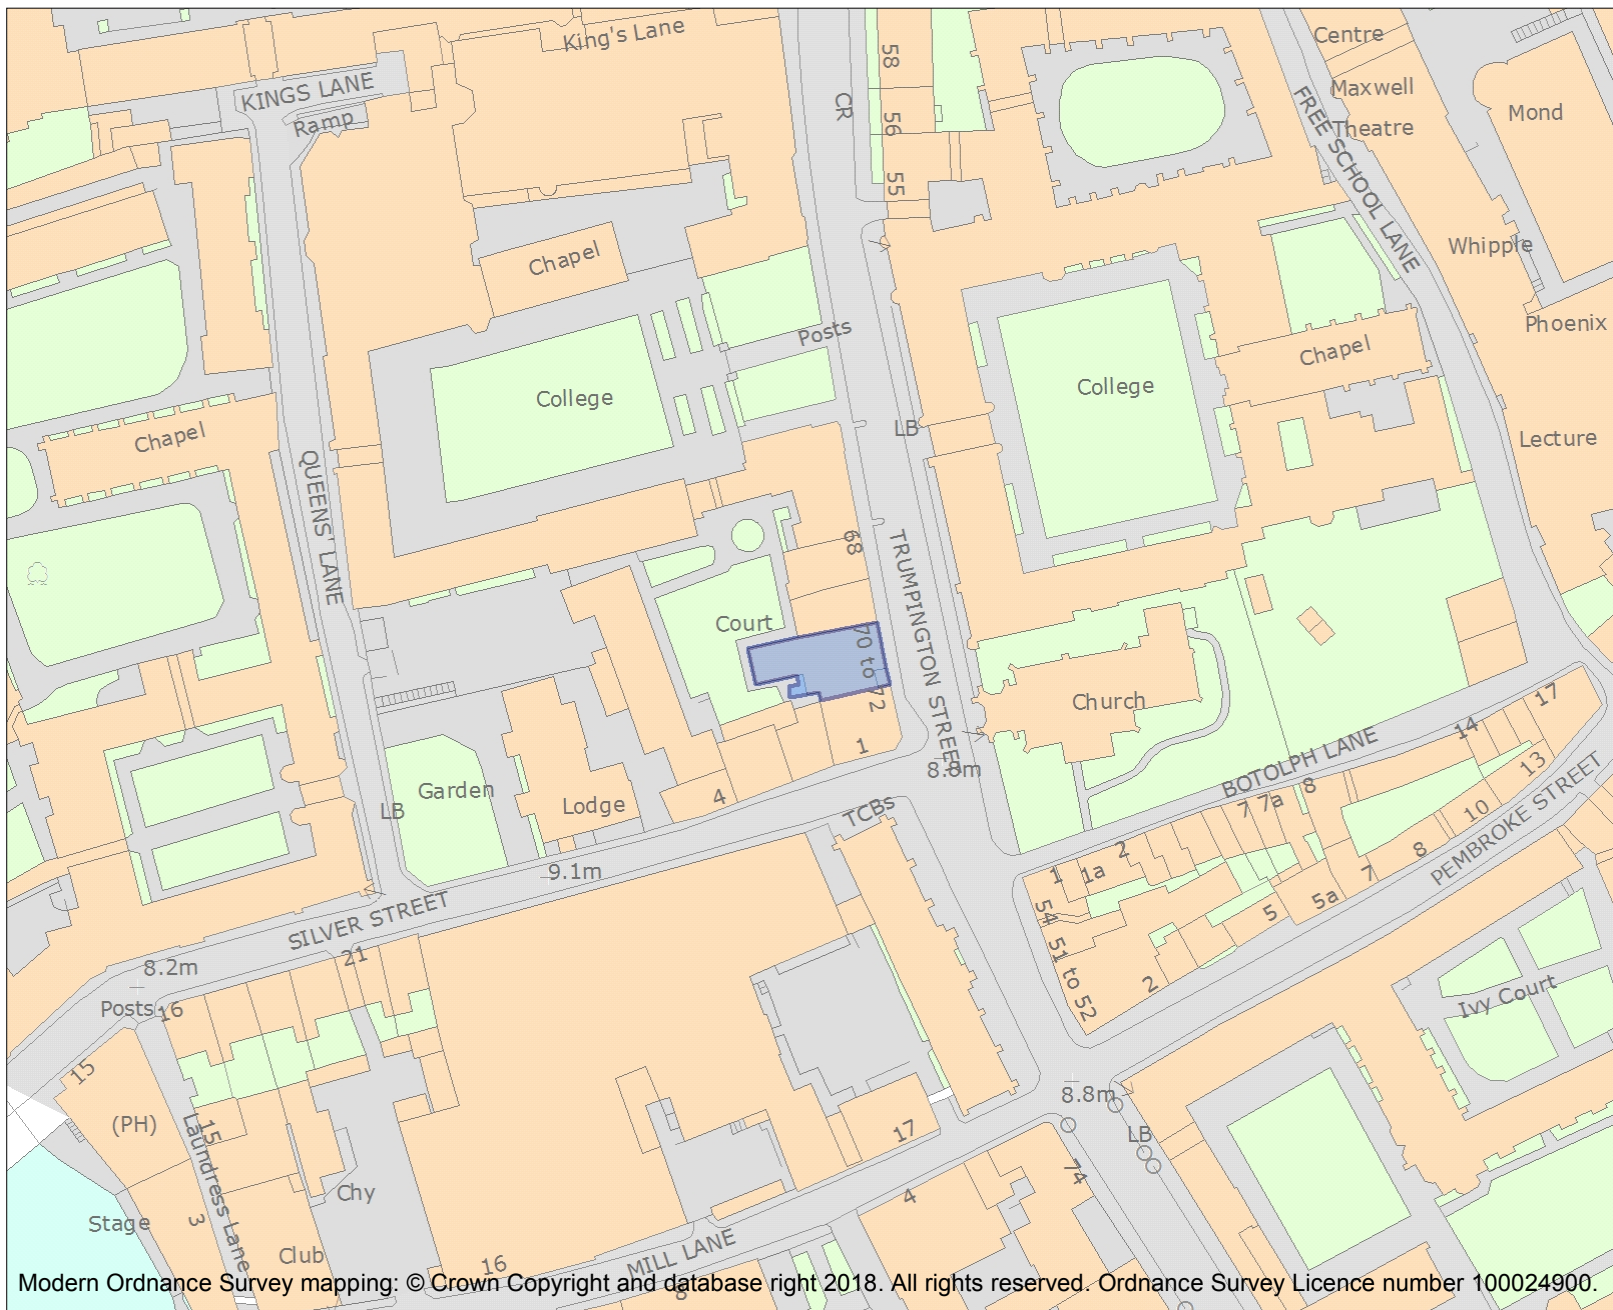 King's Lane
58
Centre
KINGS LANE
Ramp
CR
56
Maxwell
Theatre
Mond
FREE SCHOOL LANE
55
Chapel
Whipple
Posts
Phoenix
Chapel
College
College
LB
Chapel
Lecture
QUEENS' LANE
68
TRUMPINGTON STREET
Court
70 to 72
Church
17
1
14
BOTOLPH LANE
8.8m
13
Garden
4
Lodge
LB
TCBs
8
7a
7
10
PEMBROKE STREET
2
8
9.1m
1
1a
7
5a
5
54
SILVER STREET
51 to 52
21
8.2m
2
Ivy Court
Posts
16
15
8.8m
(PH)
15
Laundress Lane
17
LB
74
Chy
4
Stage
3
Club
MILL LANE
16
8
Modern Ordnance Survey mapping: © Crown Copyright and database right 2018. All rights reserved. Ordnance Survey Licence number 100024900.